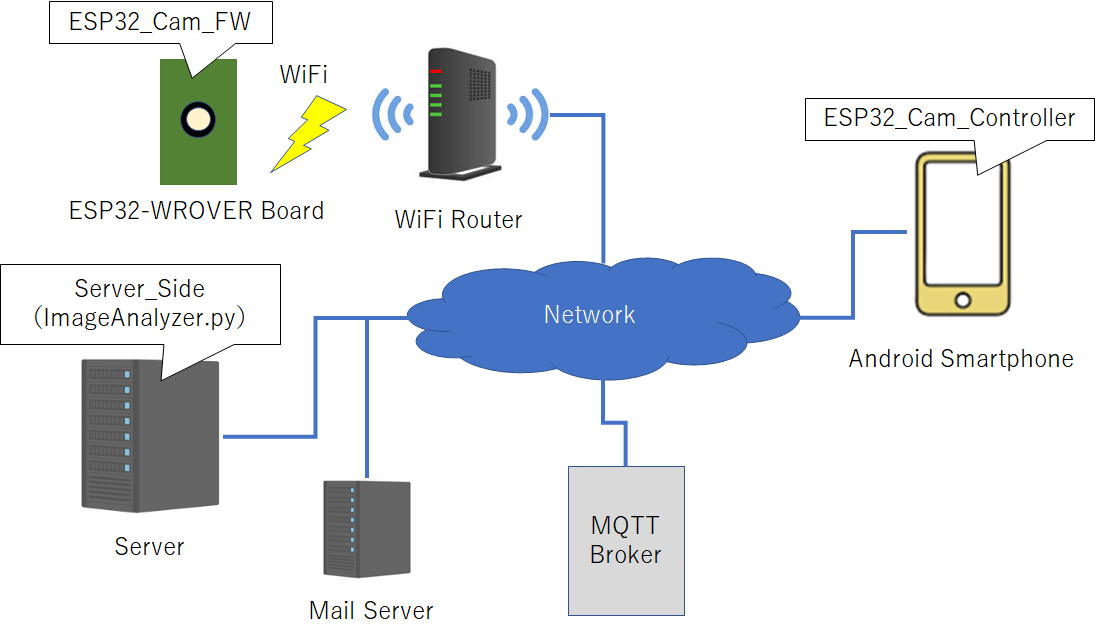 ESP32_Cam_FW
WiFi
ESP32-WROVER Board
WiFi Router
ESP32_Cam_Controller
Android Smartphone
Network
Server_Side
(ImageAnalyzer.py)
Server
Mail Server
MQTT
Broker